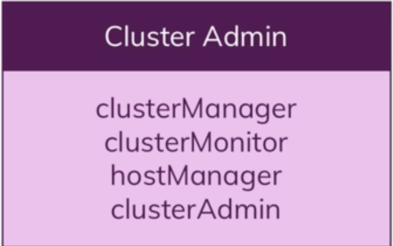 Cluster Admin
clusterManager
clusterMonitor
hostManager
clusterAdmin